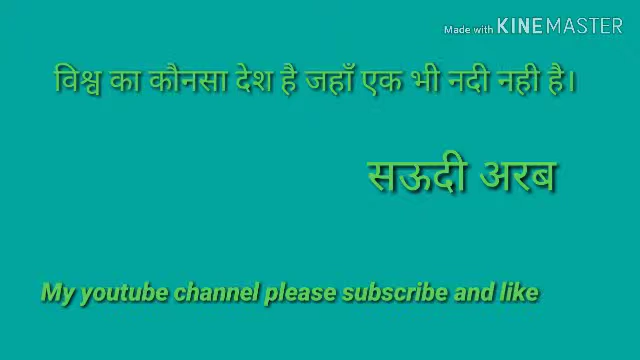 Made with KINEMASTER
विश्व का कौनसा देश है जहाँ एक भी नदी नही है।
सऊदी अरब
My youtube channel please subscribe and like